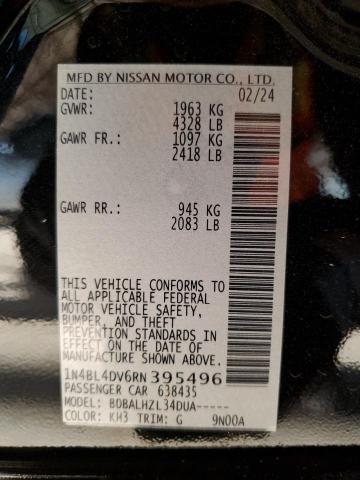 MFD BY NISSAN MOTOR CO., LTD.
DATE: 02/24
GVWR: 1963 KG
4328 LB
GAWR FR.: 1097 KG
2418 LB
GAWR RR.: 945 KG
2083 LB
THIS VEHICLE CONFORMS TO
ALL APPLICABLE FEDERAL
MOTOR VEHICLE SAFETY,
BUMPER, AND THEFT
PREVENTION STANDARDS IN
EFFECT ON THE DATE OF
MANUFACTURE SHOWN ABOVE.
1N4BL4DV6RN395496
PASSENGER CAR 638435
MODEL: BDBALHZL34DUA-----
COLOR: KH3 TRIM: G 9N00A